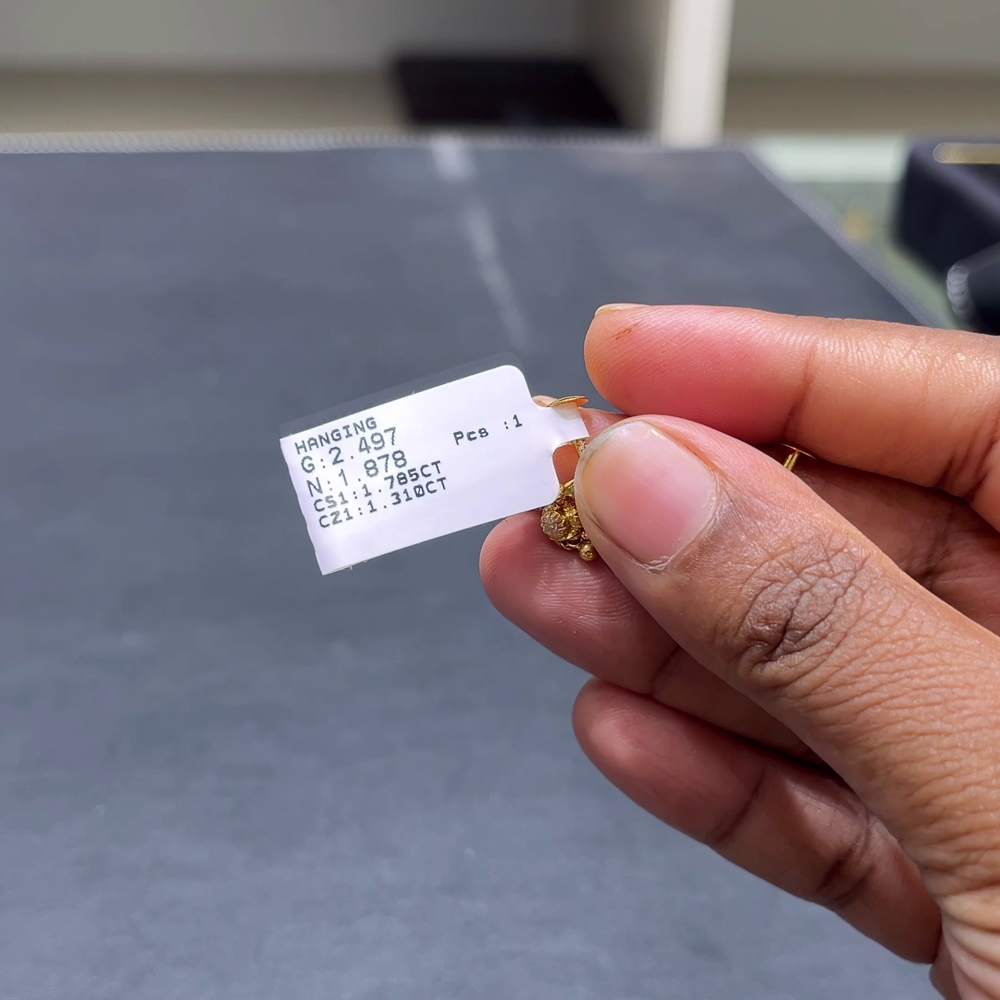 HANGING
G:2.497 Pcs :1
N:1.878
CS1:1.785CT
CZ1:1.310CT